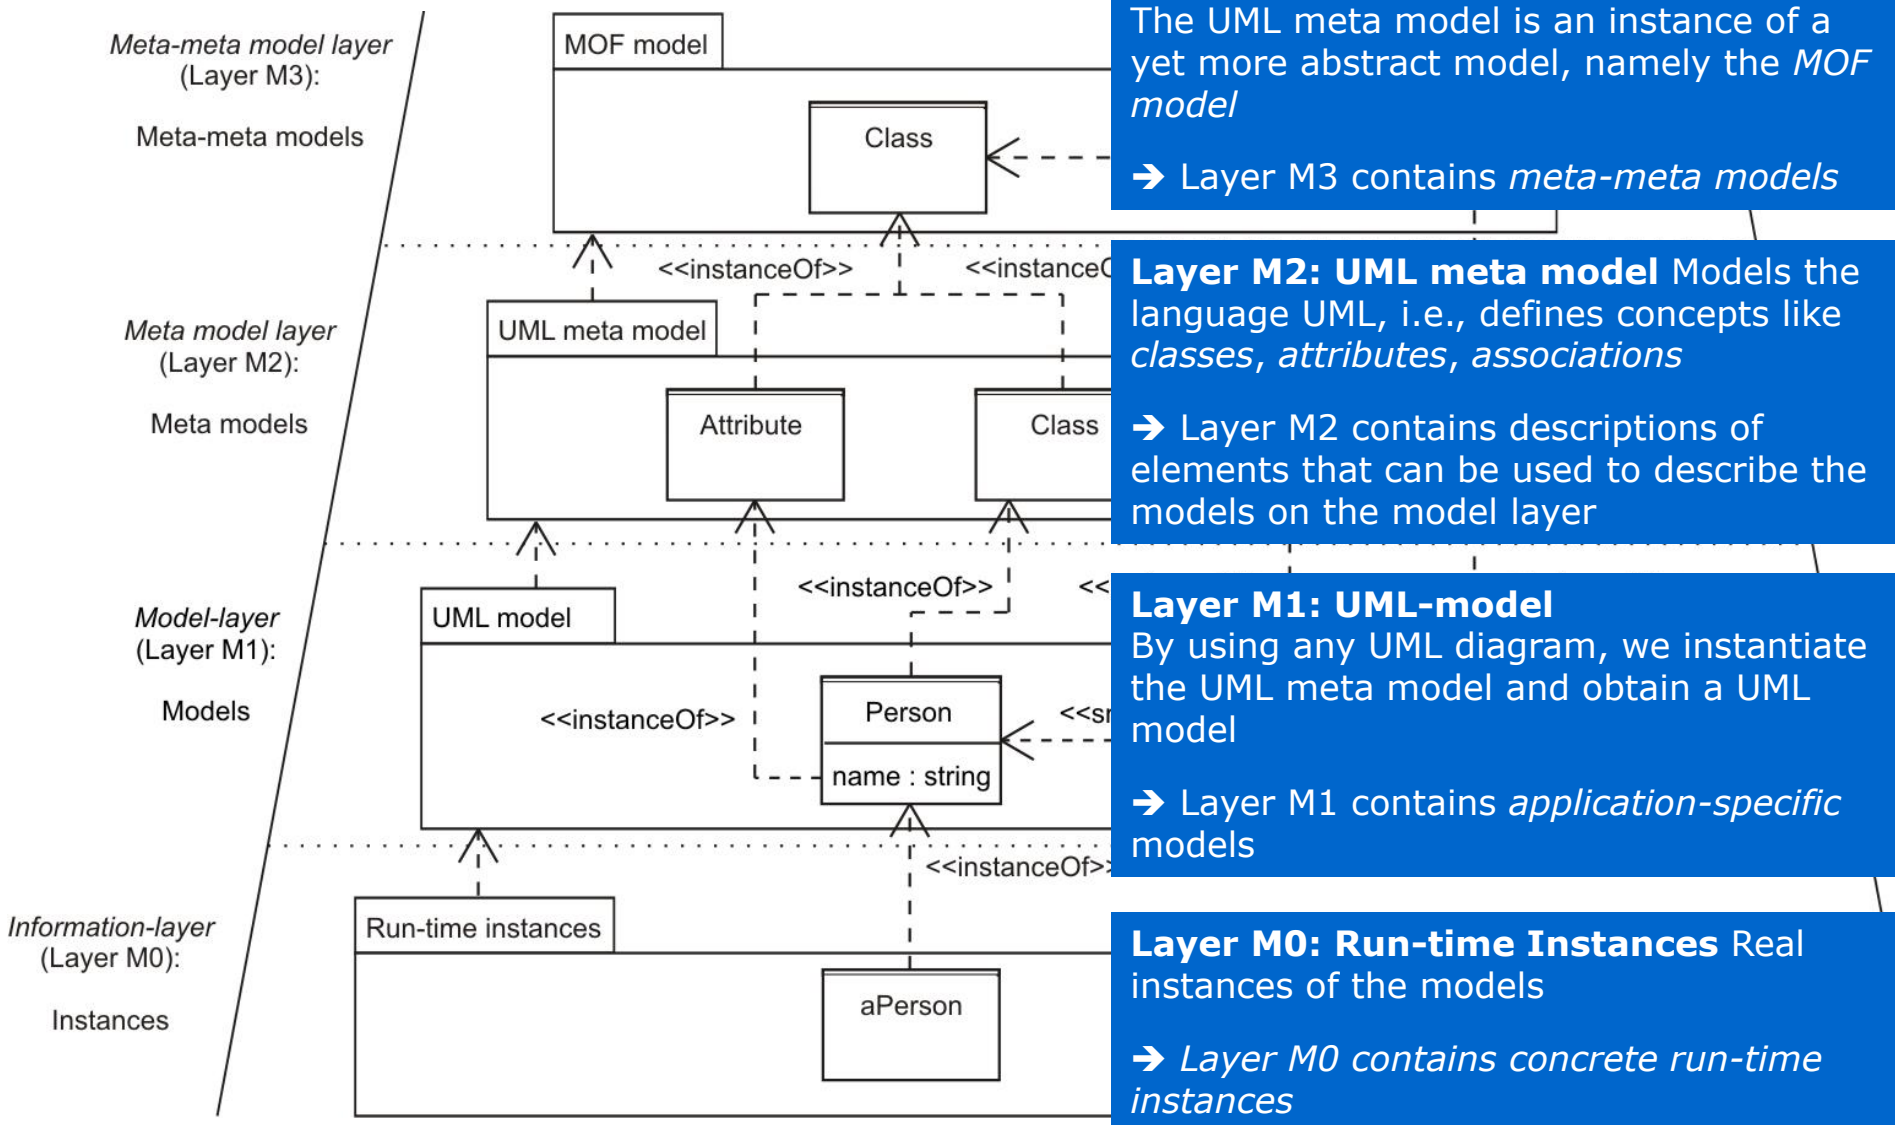 Meta-meta model layer
(Layer M3):
Meta-meta models
MOF model
Class
The UML meta model is an instance of a
yet more abstract model, namely the MOF
model
➔ Layer M3 contains meta-meta models
<<instanceOf>>
<<instance
Meta model layer
(Layer M2):
Meta models
UML meta model
Attribute
Class
Layer M2: UML meta model Models the
language UML, i.e., defines concepts like
classes, attributes, associations
➔ Layer M2 contains descriptions of
elements that can be used to describe the
models on the model layer
<<instanceOf>>
<<
Model-layer
(Layer M1):
Models
UML model
<<instanceOf>>
Person
name : string
Layer M1: UML-model
By using any UML diagram, we instantiate
the UML meta model and obtain a UML
model
➔ Layer M1 contains application-specific
models
<<instanceOf>>
Information-layer
(Layer M0):
Instances
Run-time instances
aPerson
Layer M0: Run-time Instances Real
instances of the models
➔ Layer M0 contains concrete run-time
instances